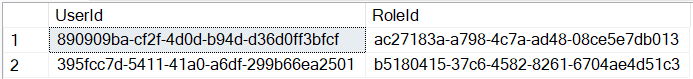 UserId RoleId
1 890909ba-cf2f-4d0d-b94d-d36d0ff3bfcf ac27183a-a798-4c7a-ad48-08ce5e7db013
2 395fcc7d-5411-41a0-a6df-299b66ea2501 b5180415-37c6-4582-8261-6704ae4d51c3